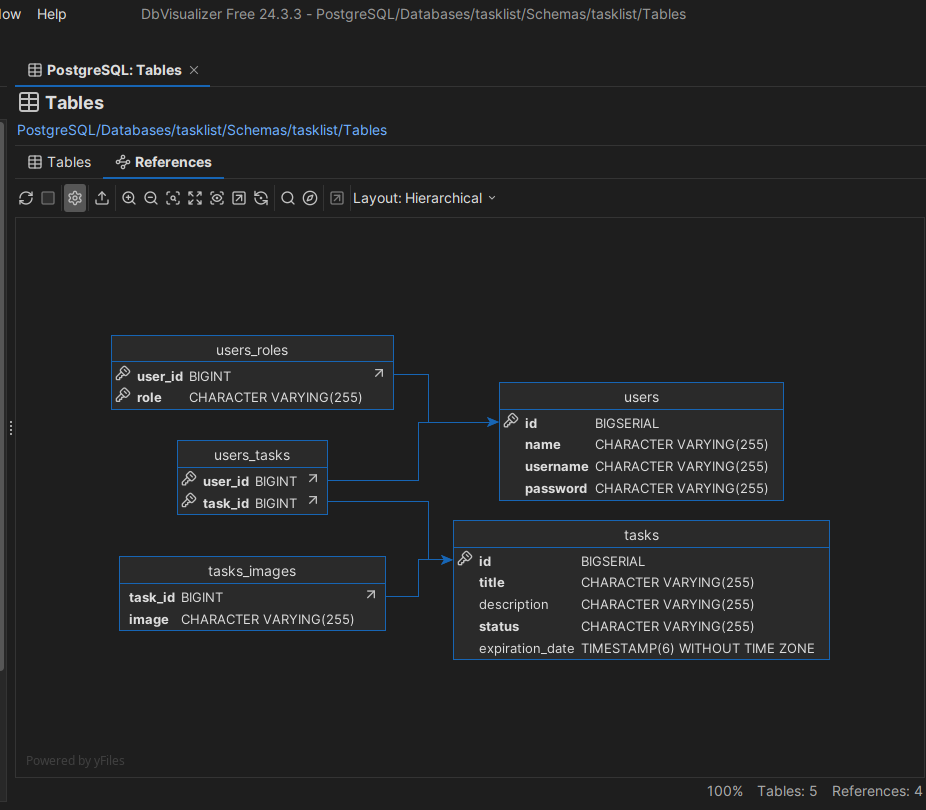 Help
DbVisualizer Free 24.3.3 - PostgreSQL/Databases/tasklist/Schemas/tasklist/Tables
PostgreSQL: Tables
Tables
PostgreSQL/Databases/tasklist/Schemas/tasklist/Tables
Tables References
Layout: Hierarchical
users_roles
user_id BIGINT
role CHARACTER VARYING(255)
users_tasks
user_id BIGINT
task_id BIGINT
tasks_images
task_id BIGINT
image CHARACTER VARYING(255)
users
id BIGSERIAL
name CHARACTER VARYING(255)
username CHARACTER VARYING(255)
password CHARACTER VARYING(255)
tasks
id BIGSERIAL
title CHARACTER VARYING(255)
description CHARACTER VARYING(255)
status CHARACTER VARYING(255)
expiration_date TIMESTAMP(6) WITHOUT TIME ZONE
Powered by yFiles
100% Tables: 5 References: 4